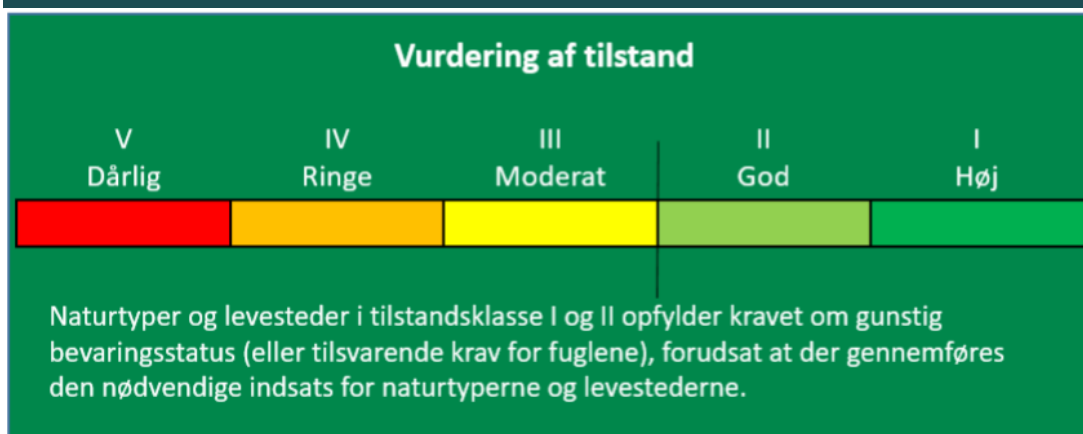 Vurdering af tilstand
V IV III II I
Dårlig Ringe Moderat God Høj
Naturtyper og levesteder i tilstandsklasse I og II opfylder kravet om gunstig
bevaringsstatus (eller tilsvarende krav for fuglene), forudsat at der gennemføres
den nødvendige indsats for naturtyperne og levestederne.